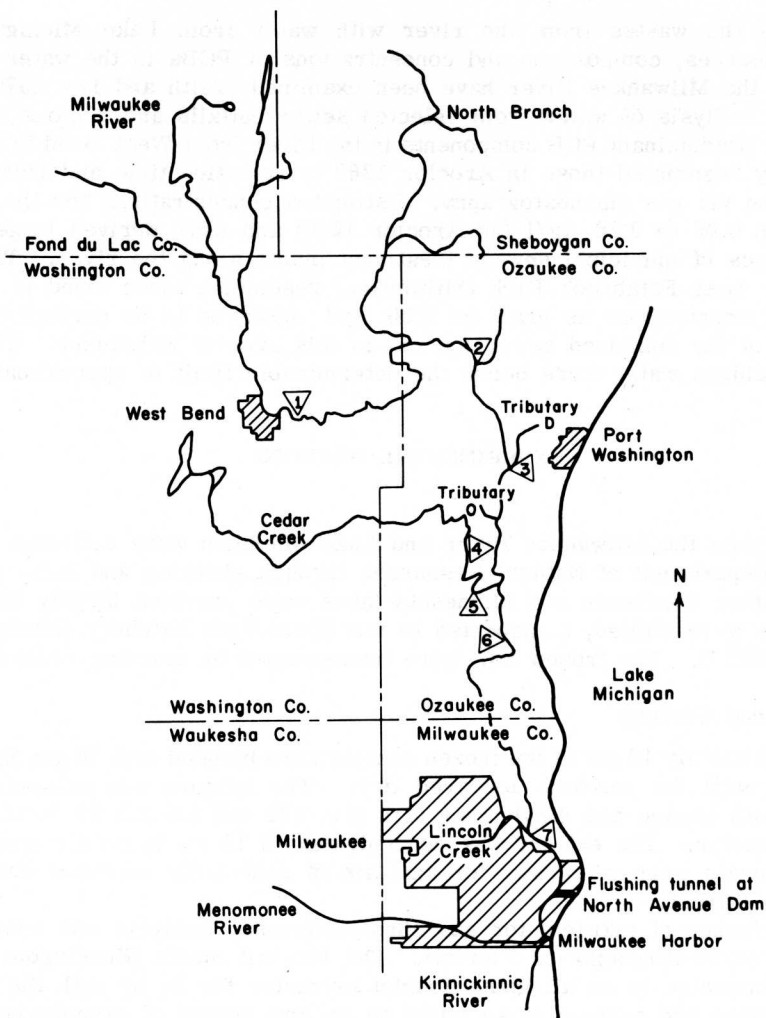 Milwaukee
River
North Branch
Fond du Lac Co.
Washington Co.
Sheboygan Co.
Ozaukee Co.
2
1
West Bend
Tributary
D
Port
Washington
3
Tributary
O
Cedar
Creek
4
5
N
6
Lake
Michigan
Washington Co.
Waukesha Co.
Ozaukee Co.
Milwaukee Co.
7
Milwaukee
Lincoln
Creek
Flushing tunnel at
North Avenue Dam
Menomonee
River
Milwaukee Harbor
Kinnickinnic
River